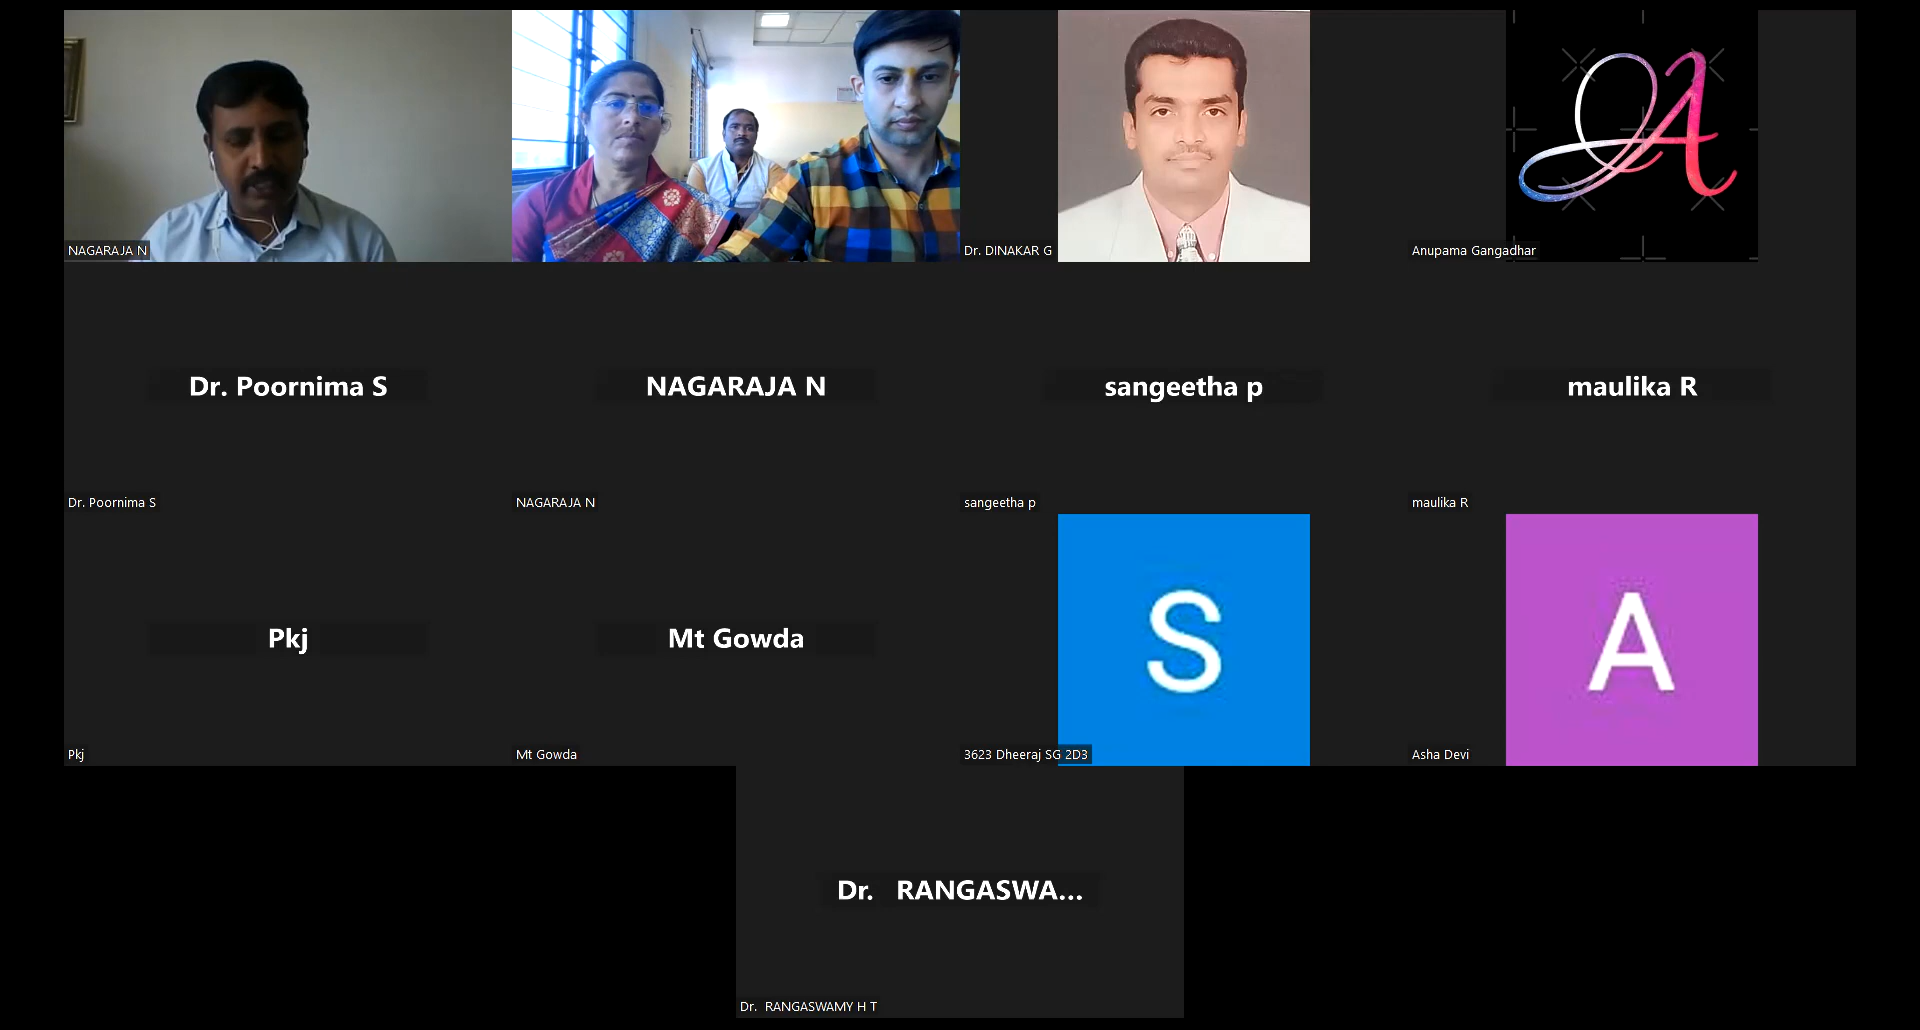 NAGARAJA N
Dr. DINAKAR G
A
Anupama Gangadhar
Dr. Poornima S
NAGARAJA N
sangeetha p
maulika R
Dr. Poornima S
NAGARAJA N
sangeetha p
maulika R
Pkj
Mt Gowda
S
A
Pkj
Mt Gowda
3623 Dheeraj SG 2D3
Asha Devi
Dr. RANGASWA...
Dr. RANGASWAMY H T